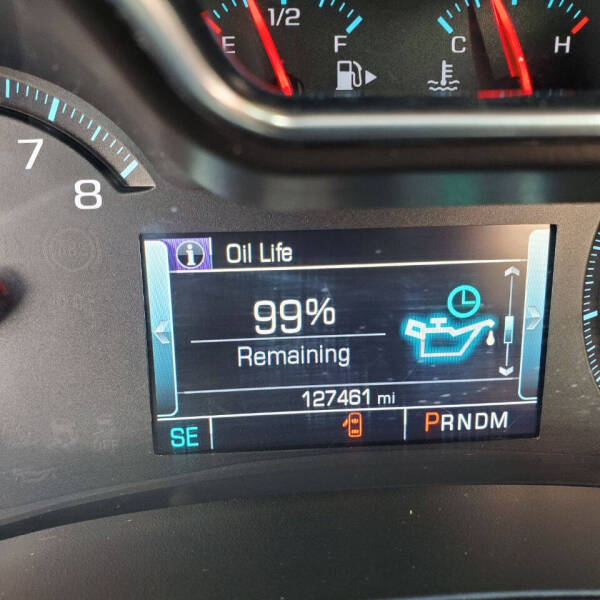 E 1/2 F
C H
7
8
i Oil Life
99%
Remaining
127461 mi
SE PRNDM